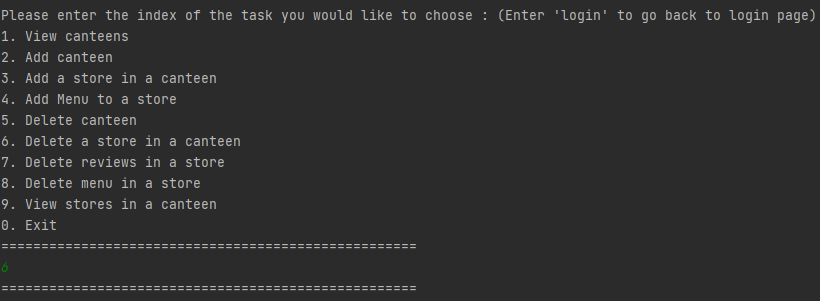 Please enter the index of the task you would like to choose : (Enter 'login' to go back to login page)
1. View canteens
2. Add canteen
3. Add a store in a canteen
4. Add Menu to a store
5. Delete canteen
6. Delete a store in a canteen
7. Delete reviews in a store
8. Delete menu in a store
9. View stores in a canteen
0. Exit
====================================================
6
====================================================